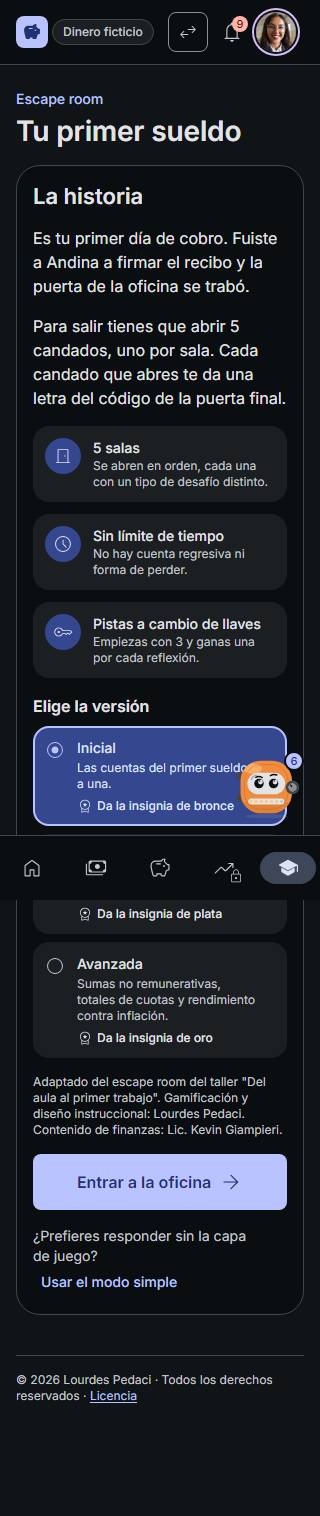 Dinero ficticio
9
Escape room
Tu primer sueldo
La historia
Es tu primer día de cobro. Fuiste
a Andina a firmar el recibo y la
puerta de la oficina se trabó.
Para salir tienes que abrir 5
candados, uno por sala. Cada
candado que abres te da una
letra del código de la puerta final.
5 salas
Se abren en orden, cada una
con un tipo de desafío distinto.
Sin límite de tiempo
No hay cuenta regresiva ni
forma de perder.
Pistas a cambio de llaves
Empiezas con 3 y ganas una
por cada reflexión.
Elige la versión
Inicial
Las cuentas del primer sueldo
6
a una.
Da la insignia de bronce
Da la insignia de plata
Avanzada
Sumas no remunerativas,
totales de cuotas y rendimiento
contra inflación.
Da la insignia de oro
Adaptado del escape room del taller "Del
aula al primer trabajo". Gamificación y
diseño instruccional: Lourdes Pedaci.
Contenido de finanzas: Lic. Kevin Giampieri.
Entrar a la oficina
¿Prefieres responder sin la capa
de juego?
Usar el modo simple
© 2026 Lourdes Pedaci · Todos los derechos
reservados · Licencia